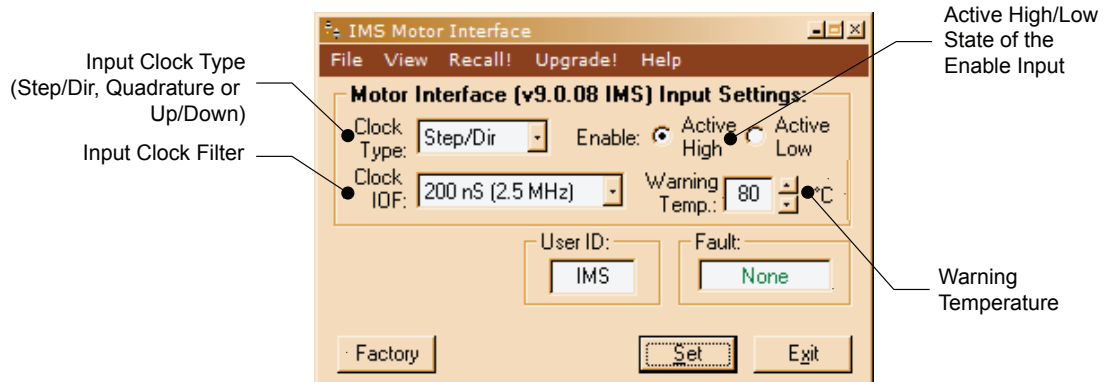 Active High/Low
State of the
Enable Input
Input Clock Type
(Step/Dir, Quadrature or
Up/Down)
Input Clock Filter
IMS Motor Interface
File View Recall! Upgrade! Help
Motor Interface (v9.0.08 IMS) Input Settings:
Clock
Type:
Step/Dir
Enable:
Active
High
Active
Low
Clock
IOF:
200 nS (2.5 MHz)
Warning
Temp.:
80
°C
User ID:
IMS
Fault:
None
Warning
Temperature
Factory
Set
Exit